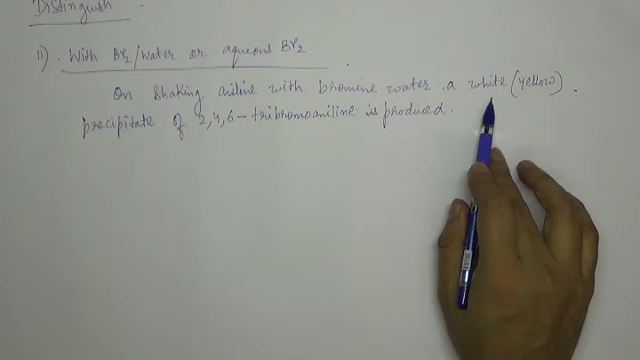 Distinguish.
ii). With Br2/water or aqueous Br2
On shaking aniline with bromine water, a white (yellow).
precipitate of 2,4,6-tribromoaniline is produced.